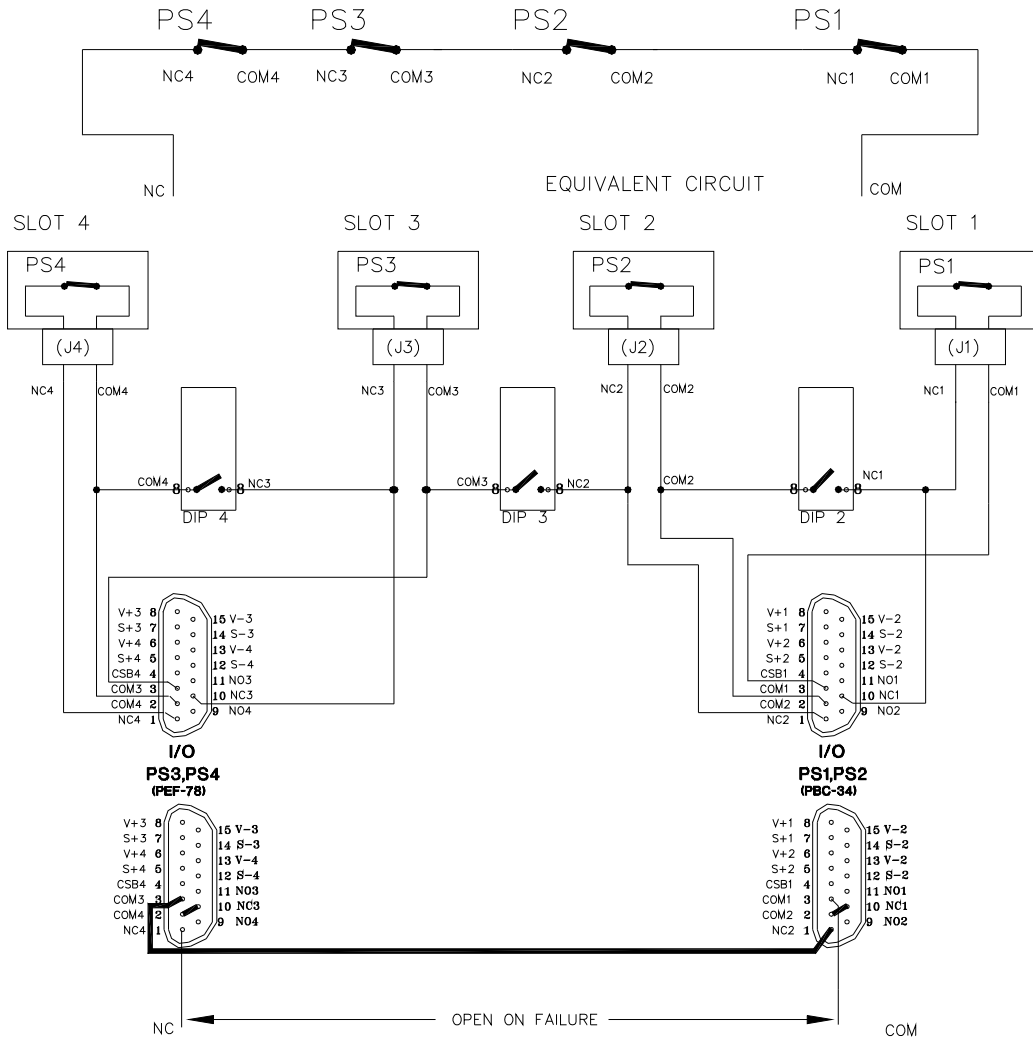 PS4 PS3 PS2 PS1
NC4 COM4 NC3 COM3 NC2 COM2 NC1 COM1
NC EQUIVALENT CIRCUIT COM
SLOT 4 SLOT 3 SLOT 2 SLOT 1
PS4 PS3 PS2 PS1
(J4) (J3) (J2) (J1)
NC4 COM4 NC3 COM3 NC2 COM2 NC1 COM1
COM4 8 8 NC3 COM3 8 8 NC2 COM2 8 8 NC1
DIP 4 DIP 3 DIP 2
V+3 8 15 V-3
S+3 7 14 S-3
V+4 6 13 V-4
S+4 5 12 S-4
CSB4 4 11 NO3
COM3 3 10 NC3
COM4 2 9 NO4
NC4 1
I/O
PS3,PS4
(PEF-78)
V+1 8 15 V-2
S+1 7 14 S-2
V+2 6 13 V-2
S+2 5 12 S-2
CSB1 4 11 NO1
COM1 3 10 NC1
COM2 2 9 NO2
NC2 1
I/O
PS1,PS2
(PBC-34)
V+3 8 15 V-3
S+3 7 14 S-3
V+4 6 13 V-4
S+4 5 12 S-4
CSB4 4 11 NO3
COM3 3 10 NC3
COM4 2 9 NO4
NC4 1
V+1 8 15 V-2
S+1 7 14 S-2
V+2 6 13 V-2
S+2 5 12 S-2
CSB1 4 11 NO1
COM1 3 10 NC1
COM2 2 9 NO2
NC2 1
NC OPEN ON FAILURE COM